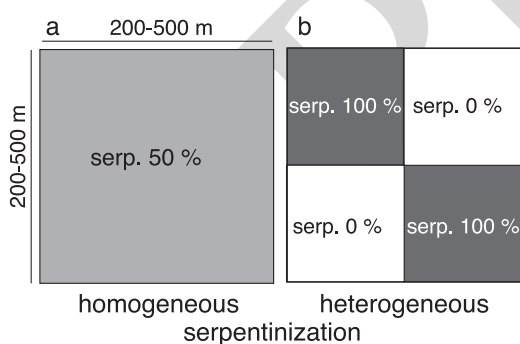 a
200-500 m
b
200-500 m
serp. 50 %
serp. 100 %
serp. 0 %
serp. 0 %
serp. 100 %
homogeneous
heterogeneous
serpentinization